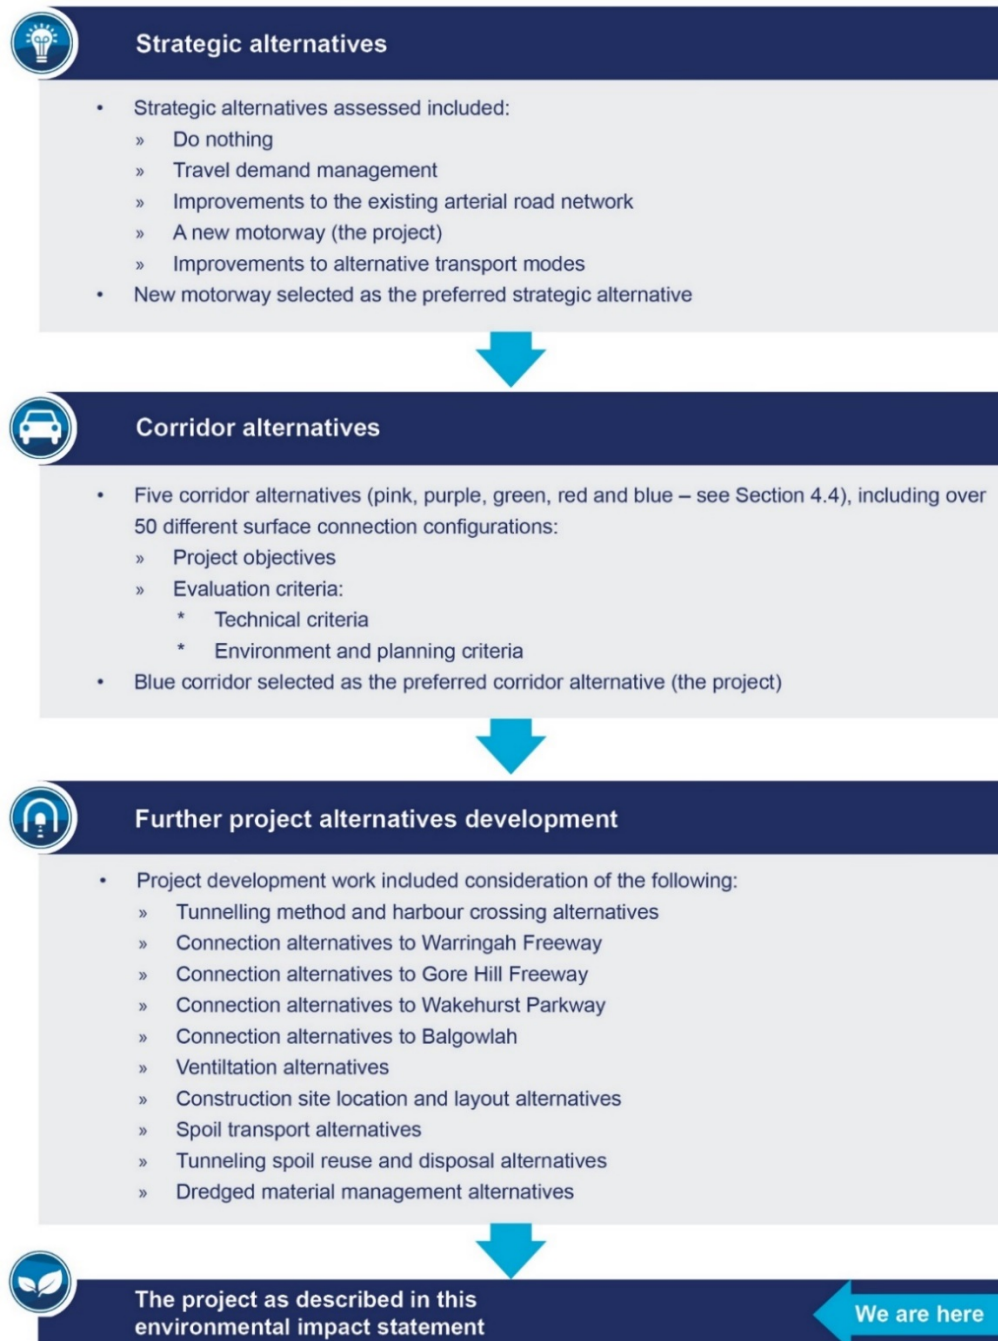 Strategic alternatives
• Strategic alternatives assessed included:
» Do nothing
» Travel demand management
» Improvements to the existing arterial road network
» A new motorway (the project)
» Improvements to alternative transport modes
• New motorway selected as the preferred strategic alternative
Corridor alternatives
• Five corridor alternatives (pink, purple, green, red and blue – see Section 4.4), including over
50 different surface connection configurations:
» Project objectives
» Evaluation criteria:
* Technical criteria
* Environment and planning criteria
• Blue corridor selected as the preferred corridor alternative (the project)
Further project alternatives development
• Project development work included consideration of the following:
» Tunnelling method and harbour crossing alternatives
» Connection alternatives to Warringah Freeway
» Connection alternatives to Gore Hill Freeway
» Connection alternatives to Wakehurst Parkway
» Connection alternatives to Balgowlah
» Ventiltation alternatives
» Construction site location and layout alternatives
» Spoil transport alternatives
» Tunneling spoil reuse and disposal alternatives
» Dredged material management alternatives
The project as described in this
environmental impact statement
We are here